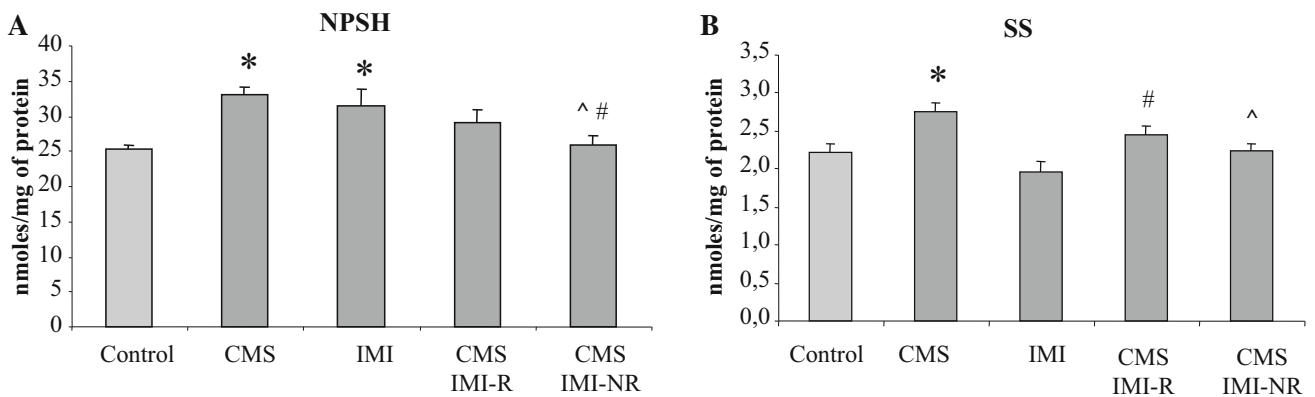 A
NPSH
nmoles/mg of protein
40
35
30
25
20
15
10
5
0
*
*
^ #
Control
CMS
IMI
CMS
IMI-R
CMS
IMI-NR
B
SS
nmoles/mg of protein
3,5
3,0
2,5
2,0
1,5
1,0
0,5
0,0
*
#
^
Control
CMS
IMI
CMS
IMI-R
CMS
IMI-NR